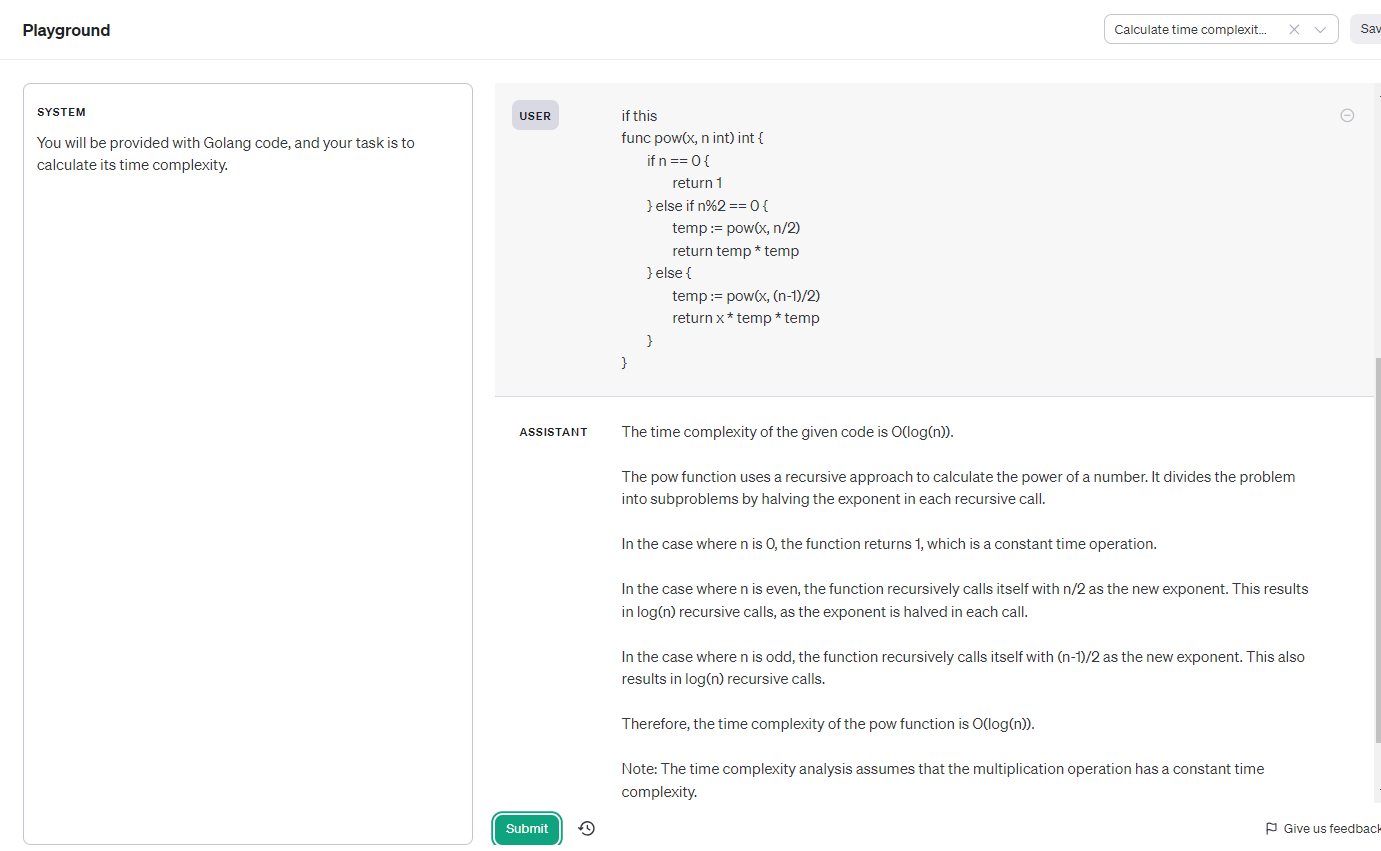 Playground
Calculate time complexit...
Sav
SYSTEM
You will be provided with Golang code, and your task is to
calculate its time complexity.
USER
if this
func pow(x, n int) int {
if n == 0 {
return 1
} else if n%2 == 0 {
temp := pow(x, n/2)
return temp * temp
} else {
temp := pow(x, (n-1)/2)
return x * temp * temp
}
}
ASSISTANT
The time complexity of the given code is O(log(n)).
The pow function uses a recursive approach to calculate the power of a number. It divides the problem
into subproblems by halving the exponent in each recursive call.
In the case where n is 0, the function returns 1, which is a constant time operation.
In the case where n is even, the function recursively calls itself with n/2 as the new exponent. This results
in log(n) recursive calls, as the exponent is halved in each call.
In the case where n is odd, the function recursively calls itself with (n-1)/2 as the new exponent. This also
results in log(n) recursive calls.
Therefore, the time complexity of the pow function is O(log(n)).
Note: The time complexity analysis assumes that the multiplication operation has a constant time
complexity.
Submit
Give us feedback